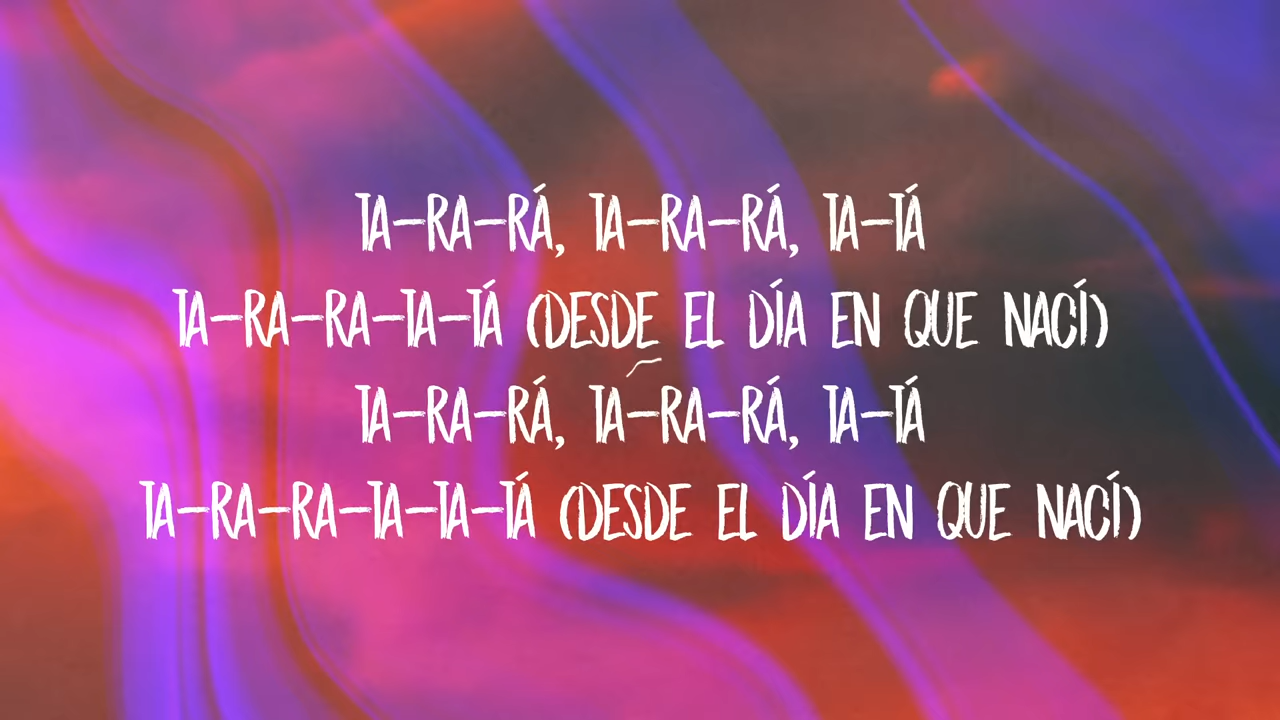 TA-RA-RÁ, TA-RA-RÁ, TA-TÁ
TA-RA-RA-TA-TÁ (DESDE EL DÍA EN QUE NACÍ)
TA-RA-RÁ, TA-RA-RÁ, TA-TÁ
TA-RA-RA-TA-TA-TÁ (DESDE EL DÍA EN QUE NACÍ)